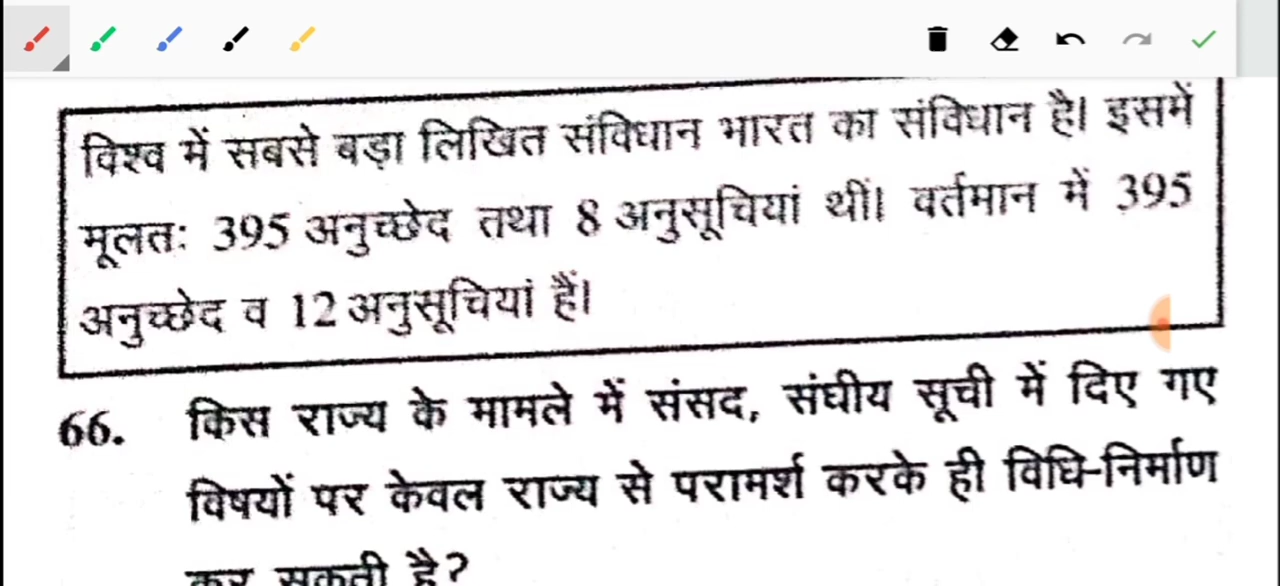 विश्व में सबसे बड़ा लिखित संविधान भारत का संविधान है। इसमें
मूलतः 395 अनुच्छेद तथा 8 अनुसूचियां थीं। वर्तमान में 395
अनुच्छेद व 12 अनुसूचियां हैं।
66. किस राज्य के मामले में संसद, संघीय सूची में दिए गए
विषयों पर केवल राज्य से परामर्श करके ही विधि-निर्माण
कर सकती है?